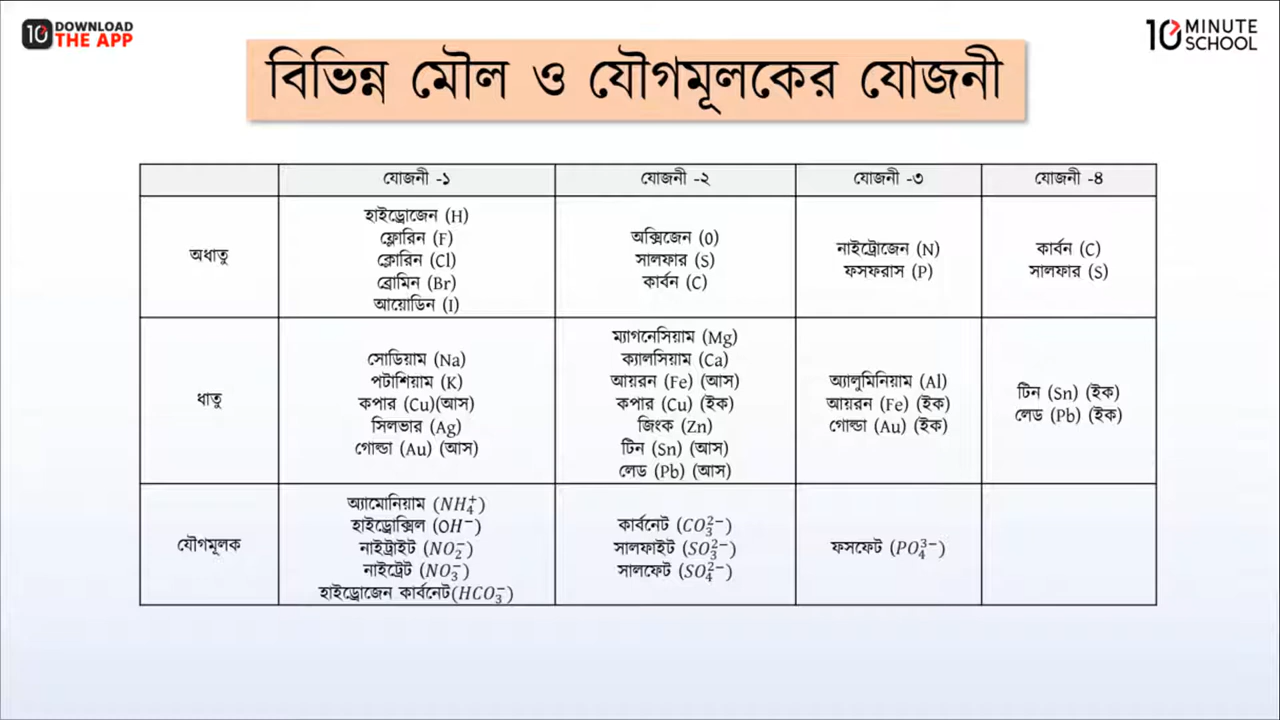 10 DOWNLOAD
THE APP
10 MINUTE
SCHOOL
বিভিন্ন মৌল ও যৌগমূলকের যোজনী
যোজনী -১
যোজনী -২
যোজনী -৩
যোজনী -৪
অধাতু
হাইড্রোজেন (H)
ফ্লোরিন (F)
ক্লোরিন (Cl)
ব্রোমিন (Br)
আয়োডিন (I)
অক্সিজেন (0)
সালফার (S)
কার্বন (C)
নাইট্রোজেন (N)
ফসফরাস (P)
কার্বন (C)
সালফার (S)
ধাতু
সোডিয়াম (Na)
পটাশিয়াম (K)
কপার (Cu)(আস)
সিলভার (Ag)
গোল্ডা (Au) (আস)
ম্যাগনেসিয়াম (Mg)
ক্যালসিয়াম (Ca)
আয়রন (Fe) (আস)
কপার (Cu) (ইক)
জিংক (Zn)
টিন (Sn) (আস)
লেড (Pb) (আস)
অ্যালুমিনিয়াম (Al)
আয়রন (Fe) (ইক)
গোল্ডা (Au) (ইক)
টিন (Sn) (ইক)
লেড (Pb) (ইক)
যৌগমূলক
অ্যামোনিয়াম (NH₄⁺)
হাইড্রোক্সিল (OH⁻)
নাইট্রাইট (NO₂⁻)
নাইট্রেট (NO₃⁻)
হাইড্রোজেন কার্বনেট(HCO₃⁻)
কার্বনেট (CO₃²⁻)
সালফাইট (SO₃²⁻)
সালফেট (SO₄²⁻)
ফসফেট (PO₄³⁻)